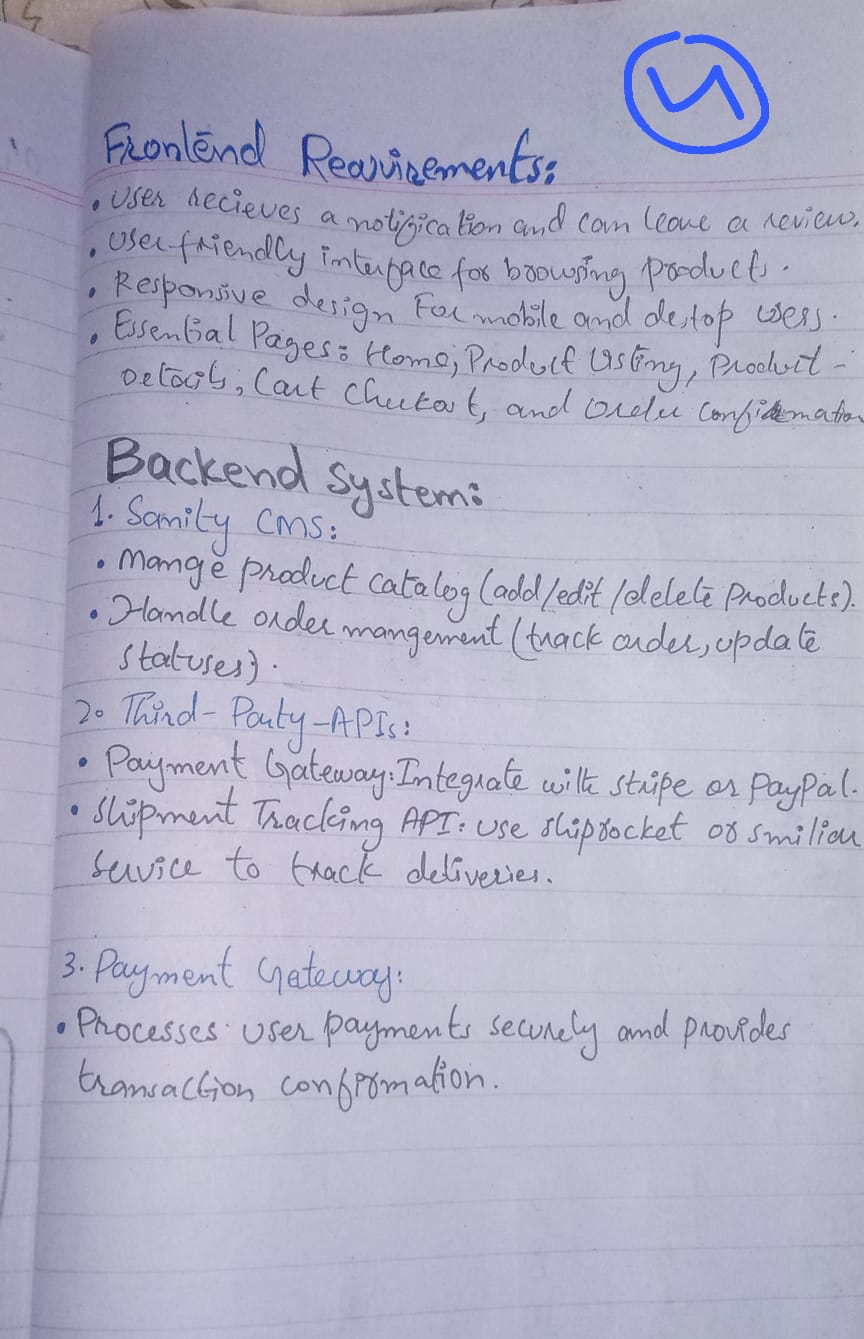 4
Frontend Requirements:
• User recieves a notification and can leave a review.
• User-friendly interface for browsing products.
• Responsive design For mobile and destop users.
• Essential Pages: Home, Product listing, Product -
Details, Cart Checkout, and order confirmation
Backend system:
1. Sanity CMS:
• Mange product catalog (add/edit/delete products).
• Handle order mangement (track order, update
statuses).
2. Third-Party-APIs:
• Payment Gateway: Integrate with stripe or PayPal.
• Shipment Tracking API: Use shiprocket or smiliar
service to track deliveries.
3. Payment Gateway:
• Processes user payments securely and provides
transaction confirmation.